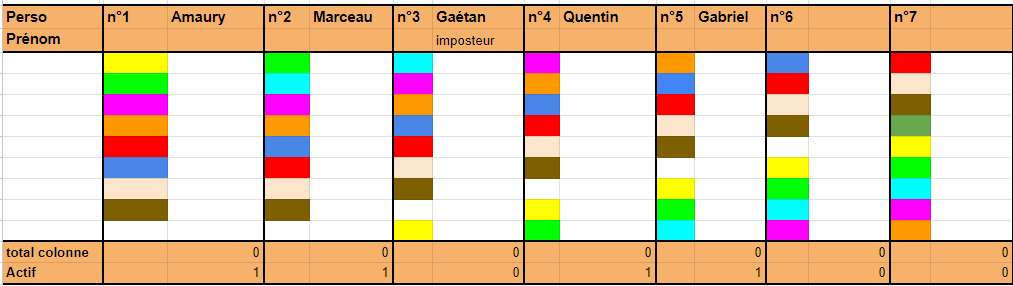 Perso n°1 Amaury n°2 Marceau n°3 Gaétan n°4 Quentin n°5 Gabriel n°6 n°7
Prénom imposteur
total colonne 0 0 0 0 0 0 0
Actif 1 1 0 1 1 0 0